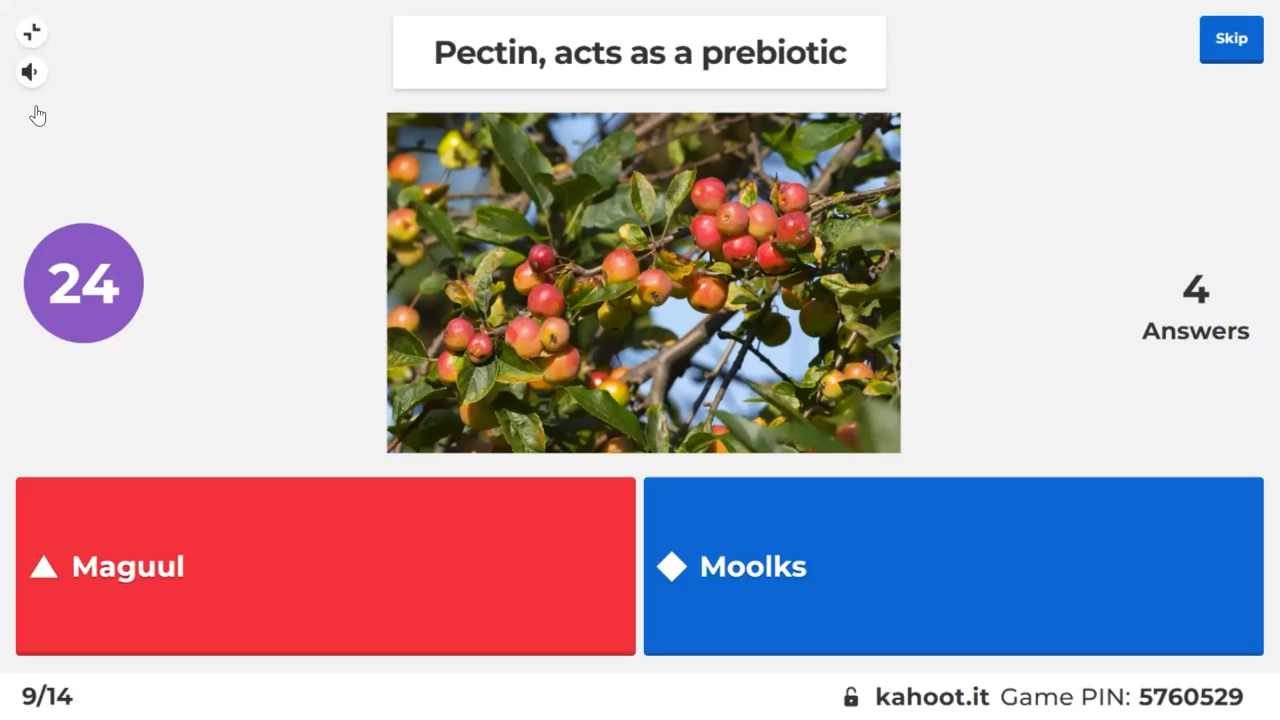 Pectin, acts as a prebiotic
Skip
24
4
Answers
Maguul
Moolks
9/14
kahoot.it Game PIN: 5760529